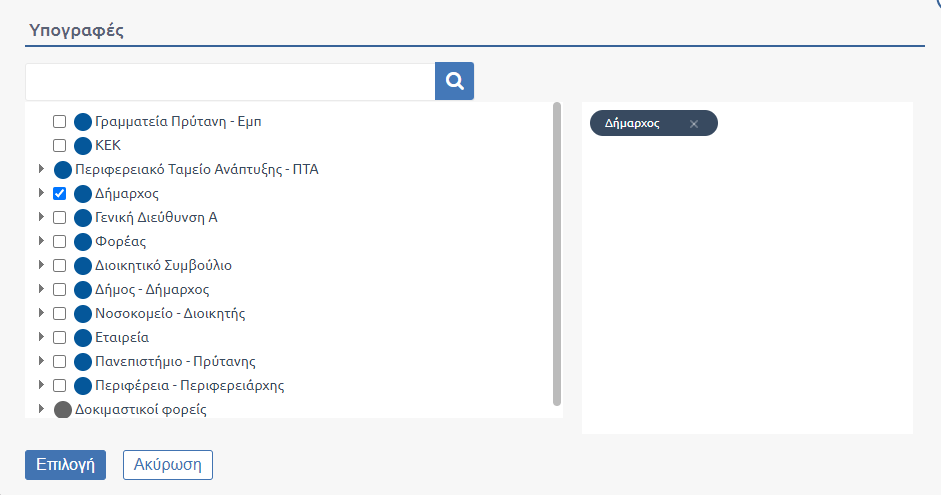 Υπογραφές
Γραμματεία Πρύτανη - Εμπ
ΚΕΚ
Περιφερειακό Ταμείο Ανάπτυξης - ΠΤΑ
Δήμαρχος
Γενική Διεύθυνση Α
Φορέας
Διοικητικό Συμβούλιο
Δήμος - Δήμαρχος
Νοσοκομείο - Διοικητής
Εταιρεία
Πανεπιστήμιο - Πρύτανης
Περιφέρεια - Περιφερειάρχης
Δοκιμαστικοί φορείς
Δήμαρχος ×
Επιλογή
Ακύρωση